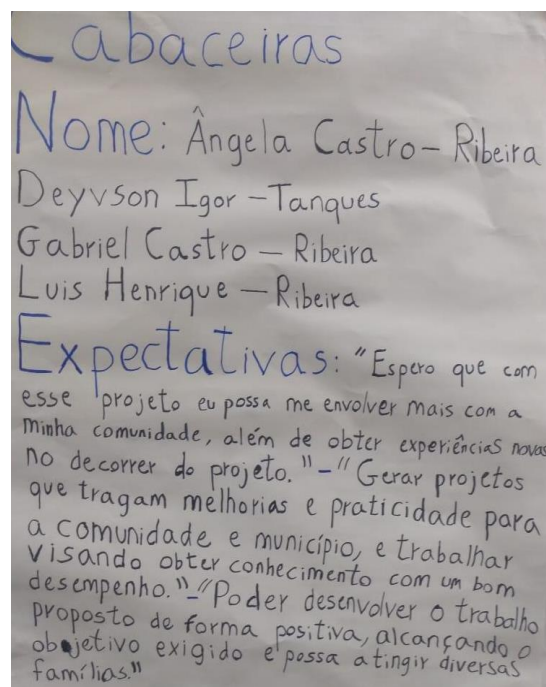 Cabaceiras
Nome: Ângela Castro - Ribeira
Deyvson Igor - Tanques
Gabriel Castro - Ribeira
Luis Henrique - Ribeira
Expectativas: "Espero que com
esse projeto eu possa me envolver mais com a
minha comunidade, além de obter experiências novas
no decorrer do projeto." - "Gerar projetos
que tragam melhorias e praticidade para
a comunidade e município, e trabalhar
visando obter conhecimento com um bom
desempenho." - "Poder desenvolver o trabalho
proposto de forma positiva, alcançando o
objetivo exigido e possa atingir diversas
famílias."